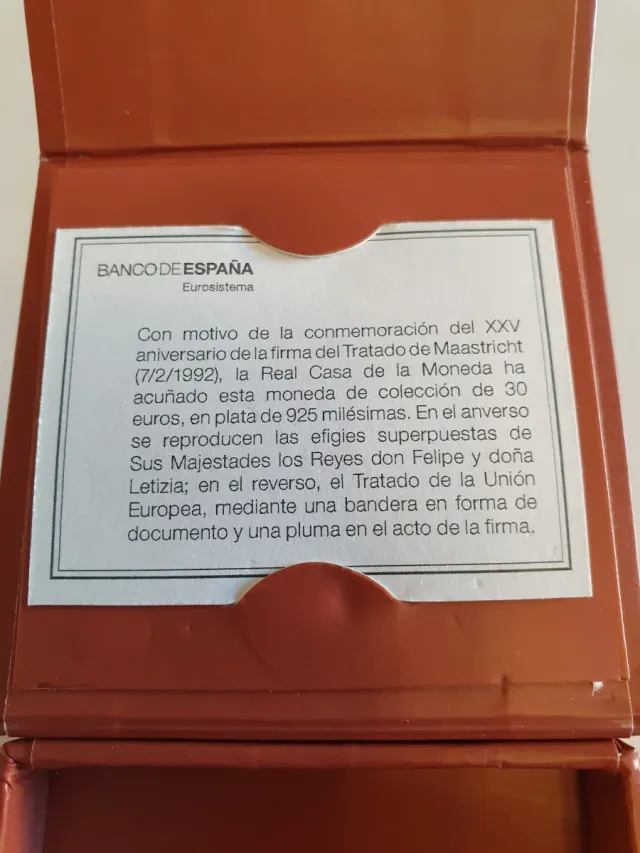 BANCO DE ESPAÑA
Eurosistema
Con motivo de la conmemoración del XXV
aniversario de la firma del Tratado de Maastricht
(7/2/1992), la Real Casa de la Moneda ha
acuñado esta moneda de colección de 30
euros, en plata de 925 milésimas. En el anverso
se reproducen las efigies superpuestas de
Sus Majestades los Reyes don Felipe y doña
Letizia; en el reverso, el Tratado de la Unión
Europea, mediante una bandera en forma de
documento y una pluma en el acto de la firma.